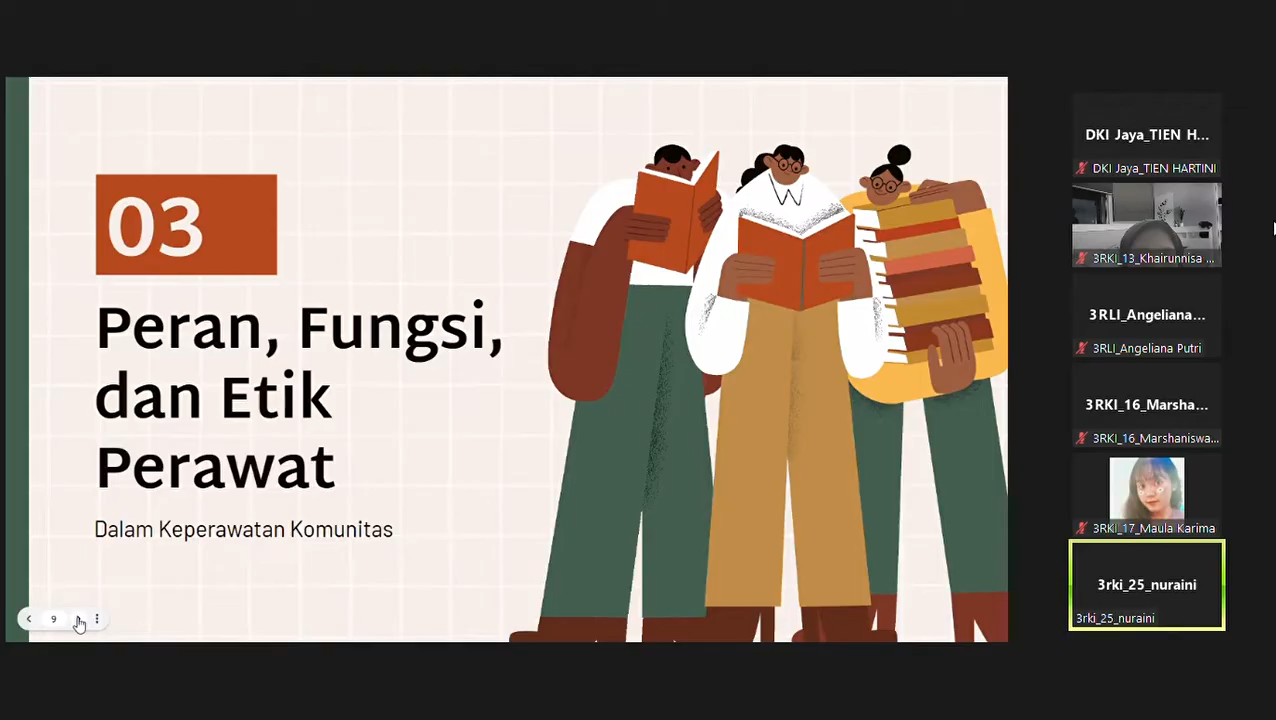 03
Peran, Fungsi,
dan Etik
Perawat
Dalam Keperawatan Komunitas
9
DKI Jaya_TIEN H...
DKI Jaya_TIEN HARTINI
3RKI_13_Khairunnisa ...
3RLI_Angeliana...
3RLI_Angeliana Putri
3RKI_16_Marsha...
3RKI_16_Marshaniswa...
3RKI_17_Maula Karima
3rki_25_nuraini
3rki_25_nuraini